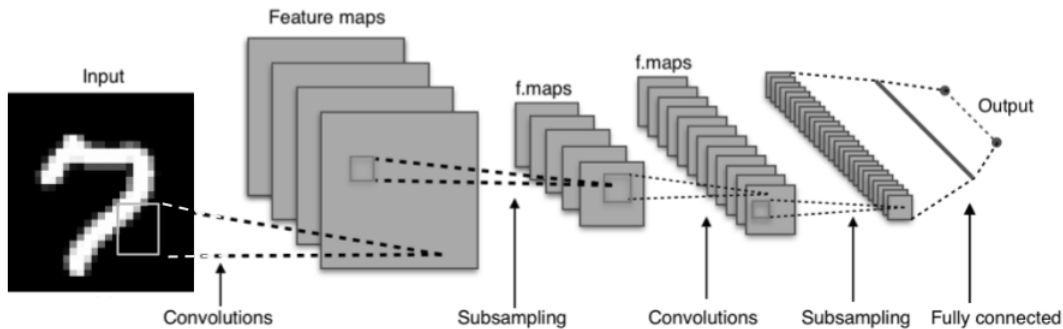 Feature maps
Input
f.maps
f.maps
Output
Convolutions
Subsampling
Convolutions
Subsampling
Fully connected